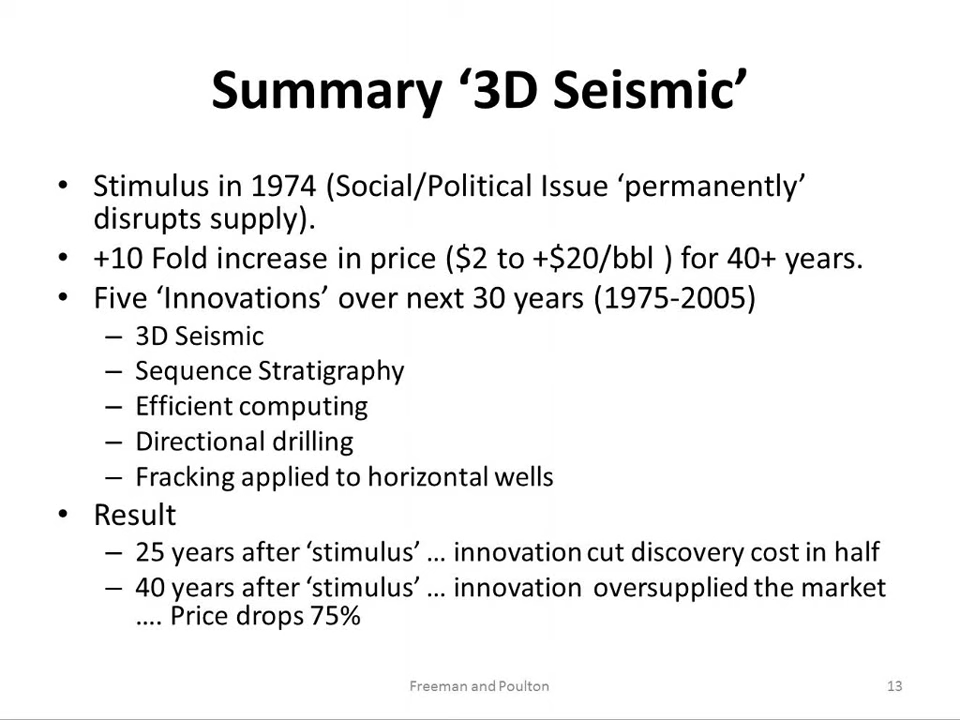 Summary ‘3D Seismic’
• Stimulus in 1974 (Social/Political Issue ‘permanently’
disrupts supply).
• +10 Fold increase in price ($2 to +$20/bbl ) for 40+ years.
• Five ‘Innovations’ over next 30 years (1975-2005)
– 3D Seismic
– Sequence Stratigraphy
– Efficient computing
– Directional drilling
– Fracking applied to horizontal wells
• Result
– 25 years after ‘stimulus’ … innovation cut discovery cost in half
– 40 years after ‘stimulus’ … innovation oversupplied the market
…. Price drops 75%
Freeman and Poulton
13